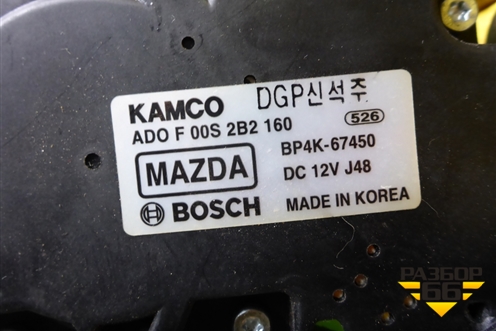 KAMCO DGP신석주
ADO F 00S 2B2 160 526
MAZDA BP4K-67450
DC 12V J48
BOSCH MADE IN KOREA
РАЗБОР
66